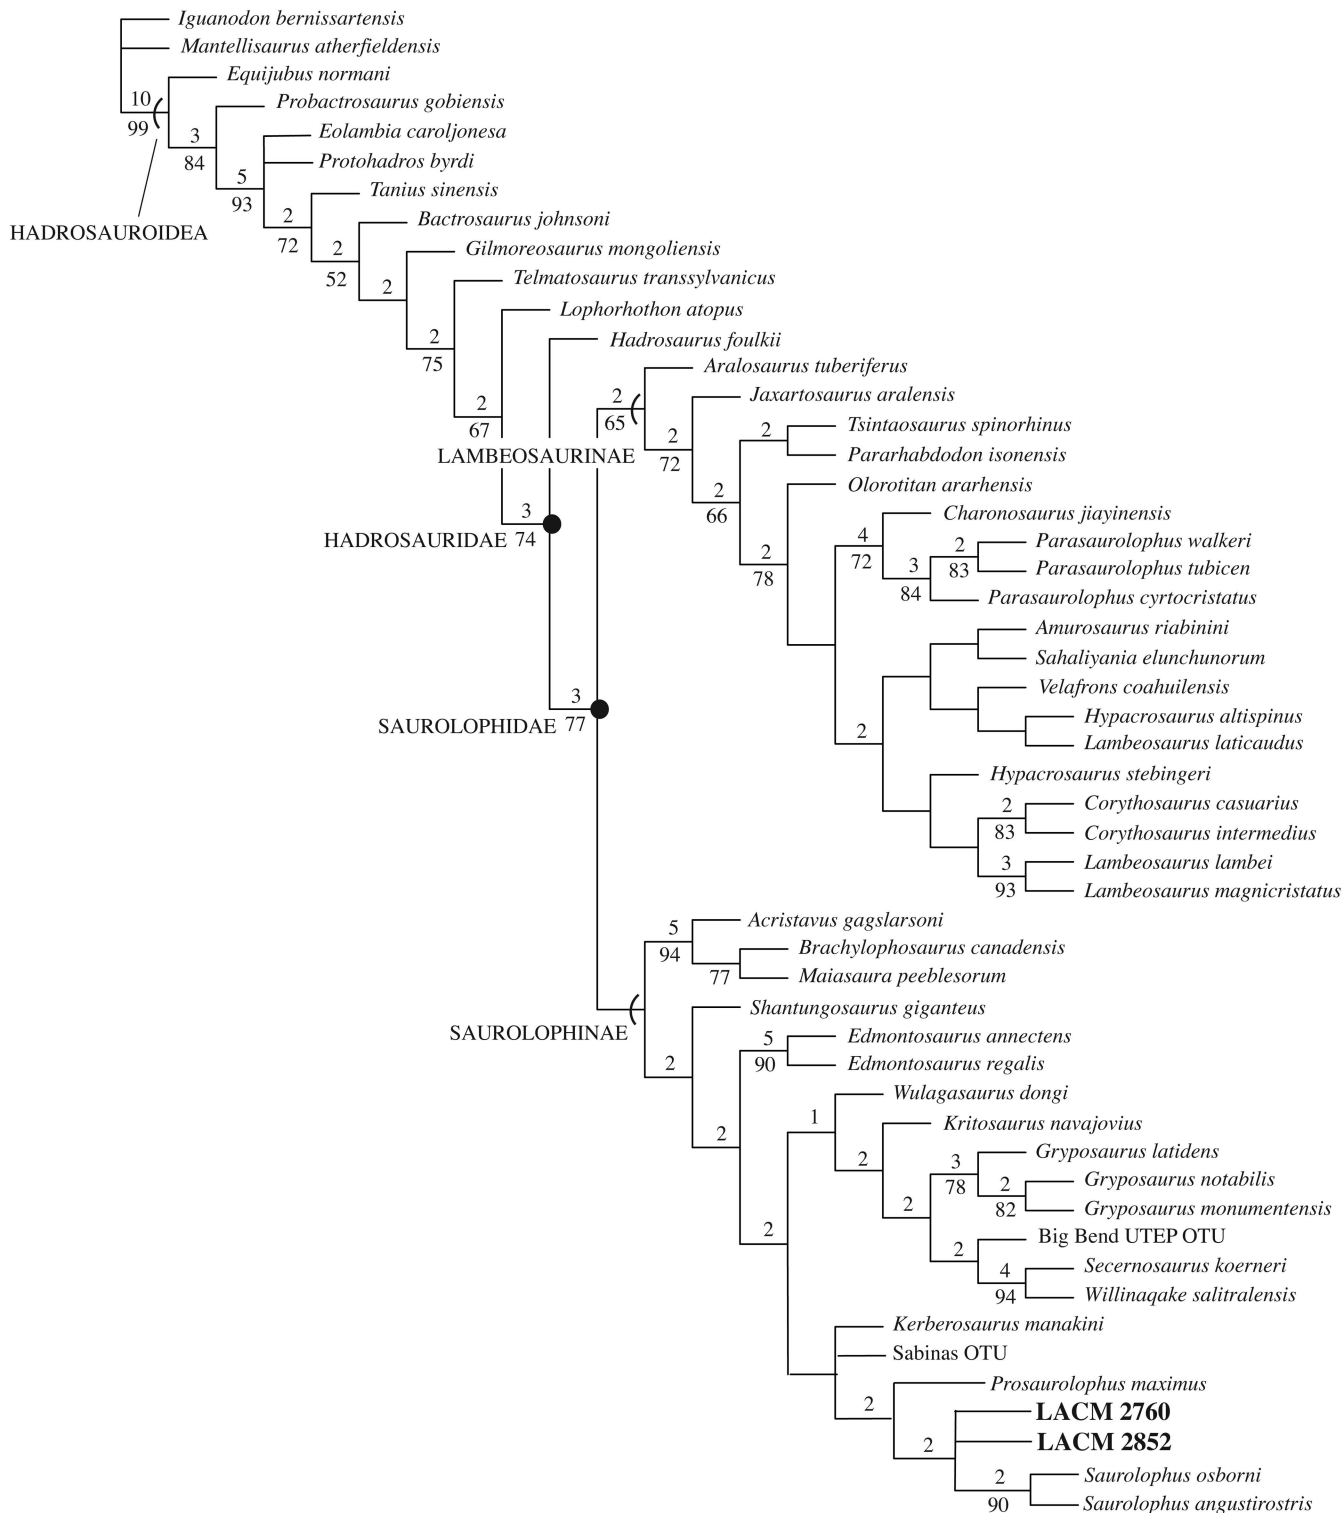 Iguanodon bernissartensis
Mantellisaurus atherfieldensis
Equijubus normani
10
99
Probactrosaurus gobiensis
3
84
Eolambia caroljonesa
Protohadros byrdi
5
93
Tanius sinensis
2
72
HADROSAUROIDEA
Bactrosaurus johnsoni
2
52
Gilmoreosaurus mongoliensis
2
Telmatosaurus transsylvanicus
2
75
Lophorhothon atopus
2
67
Hadrosaurus foulkii
Aralosaurus tuberiferus
2
65
Jaxartosaurus aralensis
2
72
LAMBEOSAURINAE
Tsintaosaurus spinorhinus
2
Pararhabdodon isonensis
2
66
Olorotitan ararhensis
3
HADROSAURIDAE 74
2
78
Charonosaurus jiayinensis
4
72
Parasaurolophus walkeri
2
83
Parasaurolophus tubicen
3
84
Parasaurolophus cyrtocristatus
Amurosaurus riabinini
Sahaliyania elunchunorum
Velafrons coahuilensis
3
SAUROLOPHIDAE 77
Hypacrosaurus altispinus
Lambeosaurus laticaudus
2
Hypacrosaurus stebingeri
Corythosaurus casuarius
2
83
Corythosaurus intermedius
Lambeosaurus lambei
3
93
Lambeosaurus magnicristatus
Acristavus gagslarsoni
5
94
Brachylophosaurus canadensis
77
Maiasaura peeblesorum
SAUROLOPHINAE
Shantungosaurus giganteus
2
Edmontosaurus annectens
5
90
Edmontosaurus regalis
2
Wulagasaurus dongi
1
Kritosaurus navajovius
2
Gryposaurus latidens
3
78
Gryposaurus notabilis
2
82
Gryposaurus monumentensis
2
2
Big Bend UTEP OTU
2
Secernosaurus koerneri
4
94
Willinaqake salitralensis
Kerberosaurus manakini
Sabinas OTU
Prosaurolophus maximus
2
LACM 2760
LACM 2852
2
Saurolophus osborni
2
90
Saurolophus angustirostris